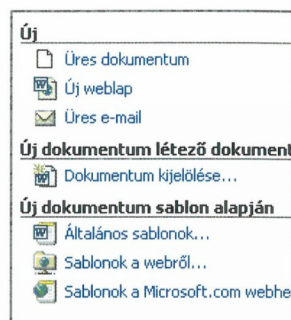 Új
Üres dokumentum
Új weblap
Üres e-mail
Új dokumentum létező dokument
Dokumentum kijelölése...
Új dokumentum sablon alapján
Általános sablonok...
Sablonok a webről...
Sablonok a Microsoft.com webhe